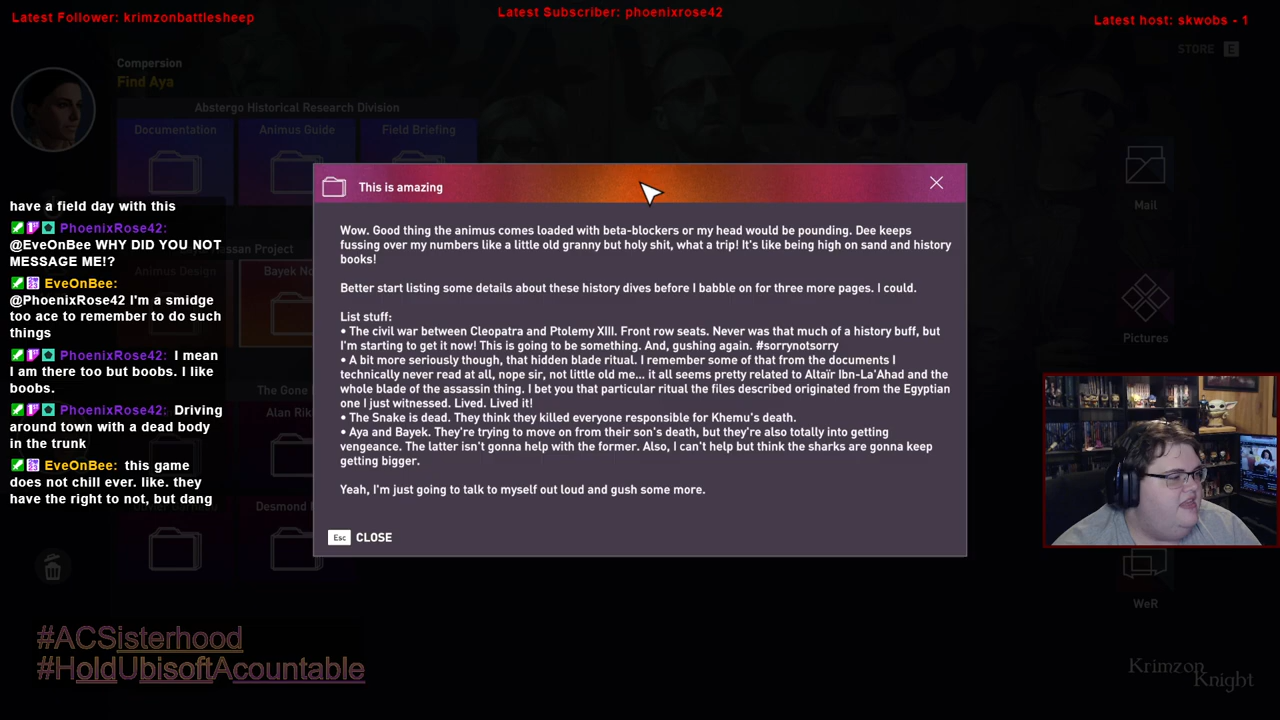 Latest Follower: krimzonbattlesheep
Latest Subscriber: phoenixrose42
Latest host: skwobs - 1
STORE E
Compersion
Find Aya
Abstergo Historical Research Division
Documentation
Animus Guide
Field Briefing
Mail
Pictures
WeR
This is amazing
Wow. Good thing the animus comes loaded with beta-blockers or my head would be pounding. Dee keeps
fussing over my numbers like a little old granny but holy shit, what a trip! It's like being high on sand and history
books!
Better start listing some details about these history dives before I babble on for three more pages. I could.
List stuff:
• The civil war between Cleopatra and Ptolemy XIII. Front row seats. Never was that much of a history buff, but
I'm starting to get it now! This is going to be something. And, gushing again. #sorrynotsorry
• A bit more seriously though, that hidden blade ritual. I remember some of that from the documents I
technically never read at all, nope sir, not little old me... it all seems pretty related to Altaïr Ibn-La'Ahad and the
whole blade of the assassin thing. I bet you that particular ritual the files described originated from the Egyptian
one I just witnessed. Lived. Lived it!
• The Snake is dead. They think they killed everyone responsible for Khemu's death.
• Aya and Bayek. They're trying to move on from their son's death, but they're also totally into getting
vengeance. The latter isn't gonna help with the former. Also, I can't help but think the sharks are gonna keep
getting bigger.
Yeah, I'm just going to talk to myself out loud and gush some more.
Esc CLOSE
have a field day with this
PhoenixRose42:
@EveOnBee WHY DID YOU NOT
MESSAGE ME!?
EveOnBee:
@PhoenixRose42 I'm a smidge
too ace to remember to do such
things
PhoenixRose42: I mean
I am there too but boobs. I like
boobs.
PhoenixRose42: Driving
around town with a dead body
in the trunk
EveOnBee: this game
does not chill ever. like. they
have the right to not, but dang
Project
Animus Design
Bayek No
The Gone
Alan Rik
Desmond
#ACSisterhood
#HoldUbisoftAcountable
Krimzon
Knight